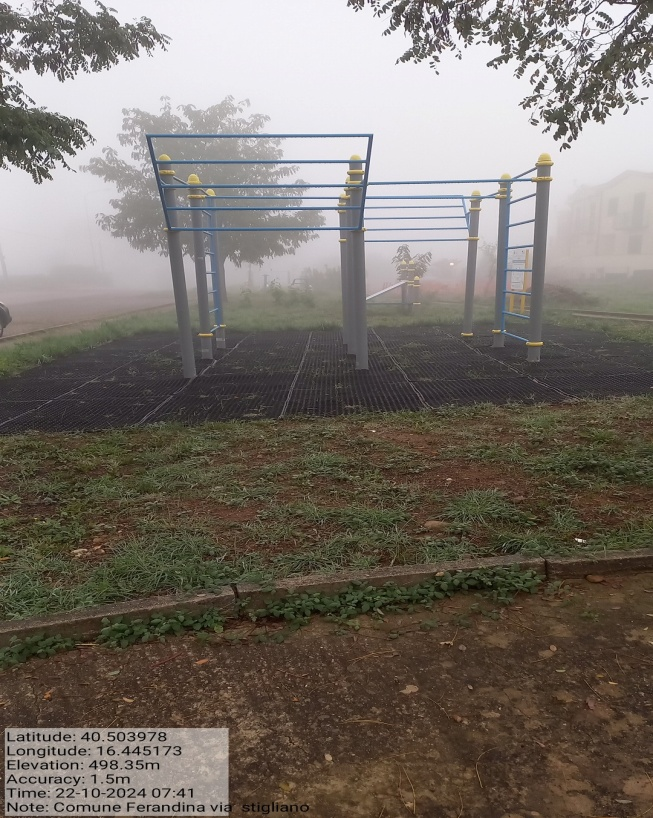 Latitude: 40.503978
Longitude: 16.445173
Elevation: 498.35m
Accuracy: 1.5m
Time: 22-10-2024 07:41
Note: Comune Ferandina via' stigliano